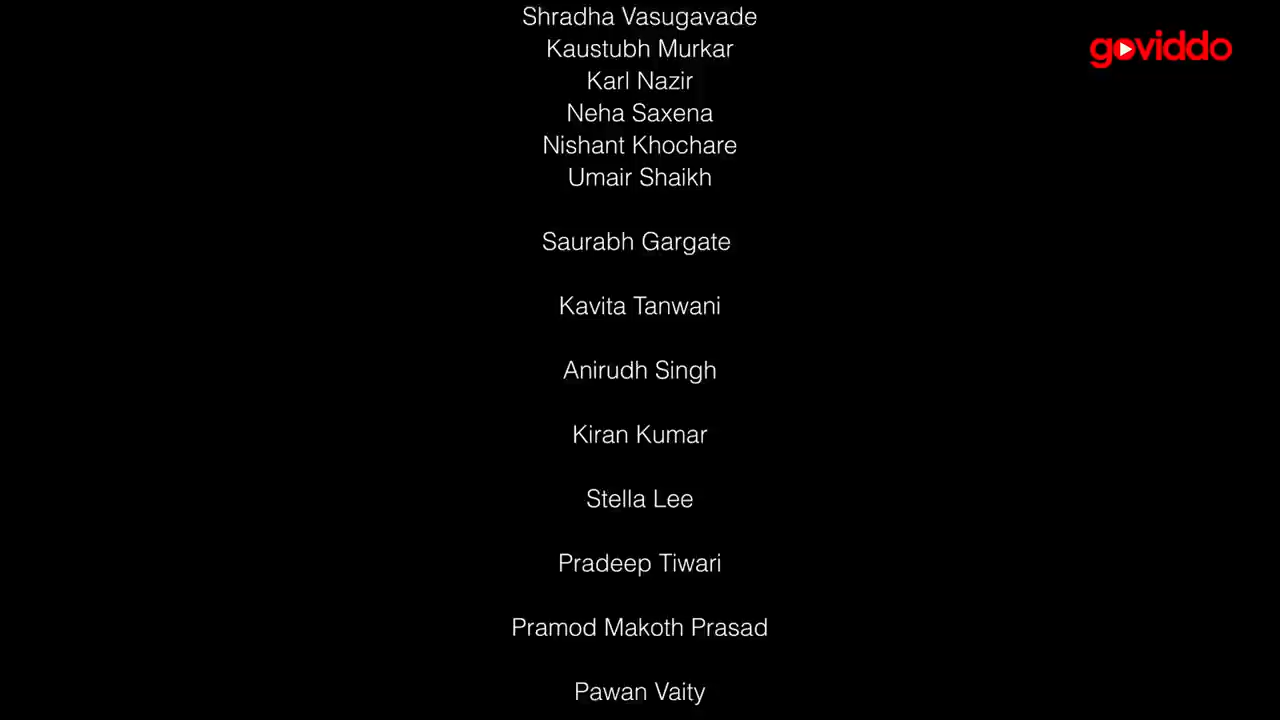 Shradha Vasugavade
goviddo
Kaustubh Murkar
Karl Nazir
Neha Saxena
Nishant Khochare
Umair Shaikh
Saurabh Gargate
Kavita Tanwani
Anirudh Singh
Kiran Kumar
Stella Lee
Pradeep Tiwari
Pramod Makoth Prasad
Pawan Vaity